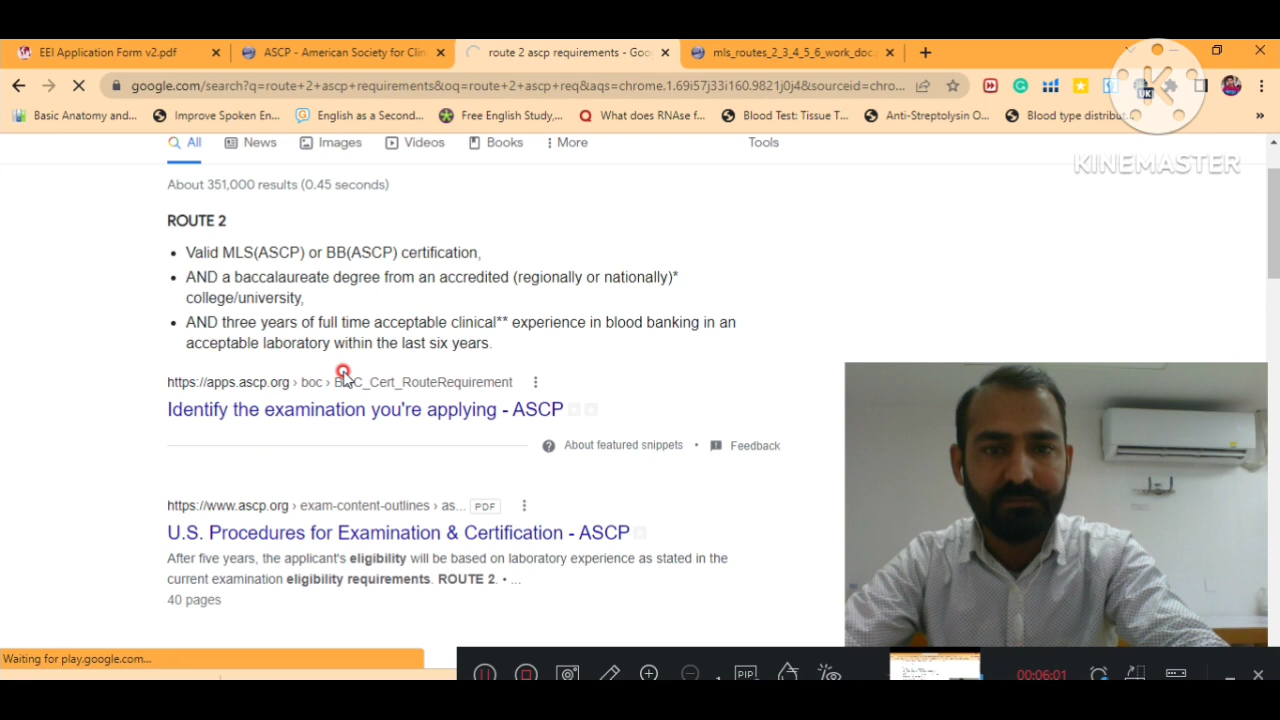 EEI Application Form v2.pdf
ASCP - American Society for Clin
route 2 ascp requirements - Goo
mls_routes_2_3_4_5_6_work_doc.
google.com/search?q=route+2+ascp+requirements&oq=route+2+ascp+req&aqs=chrome.1.69i57j33i160.9821j0j4&sourceid=chro...
UK
Basic Anatomy and...
Improve Spoken En...
English as a Second...
Free English Study,...
What does RNAse f...
Blood Test: Tissue T...
Anti-Streptolysin O...
Blood type distribut...
»
K
KINEMASTER
All
News
Images
Videos
Books
More
Tools
About 351,000 results (0.45 seconds)
ROUTE 2
• Valid MLS(ASCP) or BB(ASCP) certification,
• AND a baccalaureate degree from an accredited (regionally or nationally)*
college/university,
• AND three years of full time acceptable clinical** experience in blood banking in an
acceptable laboratory within the last six years.
https://apps.ascp.org › boc › B C_Cert_RouteRequirement
Identify the examination you're applying - ASCP
About featured snippets • Feedback
https://www.ascp.org › exam-content-outlines › as... PDF
U.S. Procedures for Examination & Certification - ASCP
After five years, the applicant's eligibility will be based on laboratory experience as stated in the
current examination eligibility requirements. ROUTE 2. • ...
40 pages
Waiting for play.google.com...
PIP
00:06:01